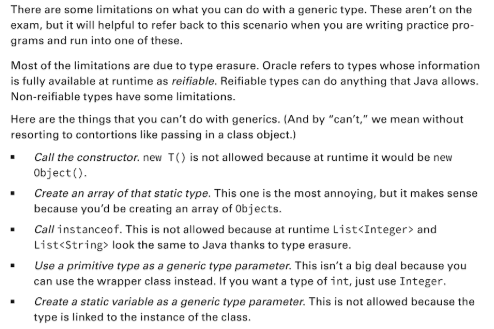 There are some limitations on what you can do with a generic type. These aren't on the
exam, but it will helpful to refer back to this scenario when you are writing practice pro-
grams and run into one of these.
Most of the limitations are due to type erasure. Oracle refers to types whose information
is fully available at runtime as reifiable. Reifiable types can do anything that Java allows.
Non-reifiable types have some limitations.
Here are the things that you can't do with generics. (And by "can't," we mean without
resorting to contortions like passing in a class object.)
▪ Call the constructor. new T() is not allowed because at runtime it would be new
Object().
▪ Create an array of that static type. This one is the most annoying, but it makes sense
because you'd be creating an array of Objects.
▪ Call instanceof. This is not allowed because at runtime List<Integer> and
List<String> look the same to Java thanks to type erasure.
▪ Use a primitive type as a generic type parameter. This isn't a big deal because you
can use the wrapper class instead. If you want a type of int, just use Integer.
▪ Create a static variable as a generic type parameter. This is not allowed because the
type is linked to the instance of the class.